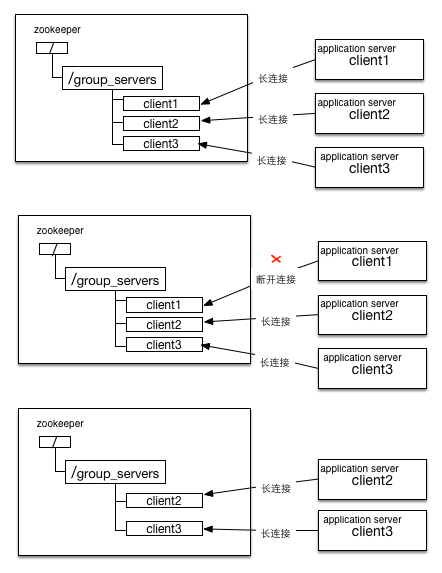 zookeeper
/
/group_servers
client1
client2
client3
长连接
长连接
长连接
application server
client1
application server
client2
application server
client3
zookeeper
/
/group_servers
client1
client2
client3
断开连接
长连接
长连接
application server
client1
application server
client2
application server
client3
zookeeper
/
/group_servers
client2
client3
长连接
长连接
application server
client2
application server
client3